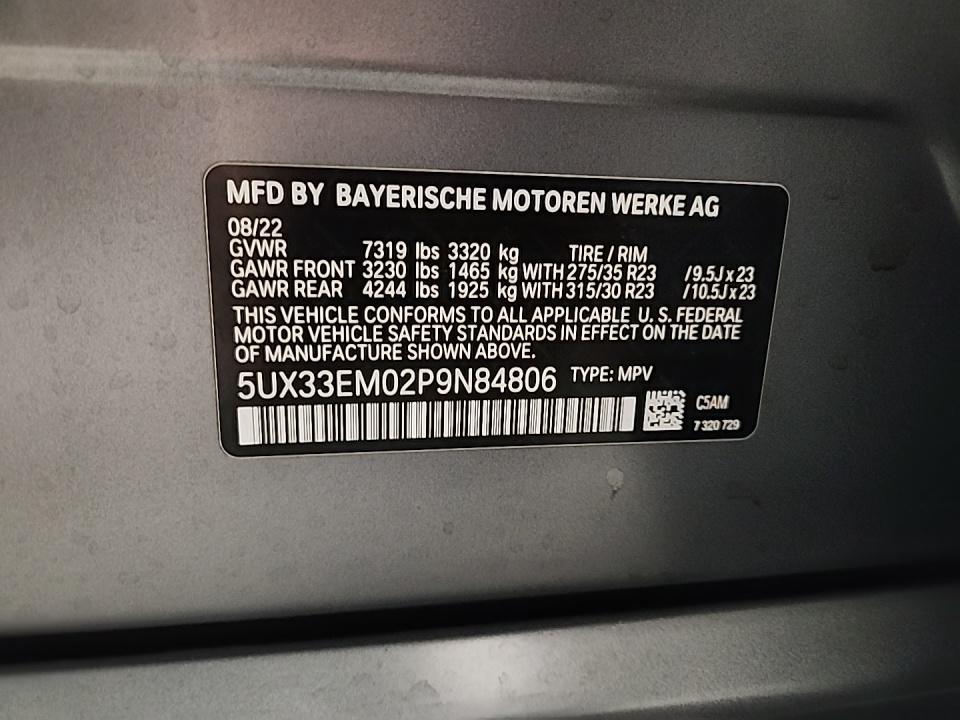 MFD BY BAYERISCHE MOTOREN WERKE AG
08/22
GVWR 7319 lbs 3320 kg TIRE / RIM
GAWR FRONT 3230 lbs 1465 kg WITH 275/35 R23 /9.5J x 23
GAWR REAR 4244 lbs 1925 kg WITH 315/30 R23 /10.5J x 23
THIS VEHICLE CONFORMS TO ALL APPLICABLE U. S. FEDERAL
MOTOR VEHICLE SAFETY STANDARDS IN EFFECT ON THE DATE
OF MANUFACTURE SHOWN ABOVE.
5UX33EM02P9N84806 TYPE: MPV
C5AM
7 320 729